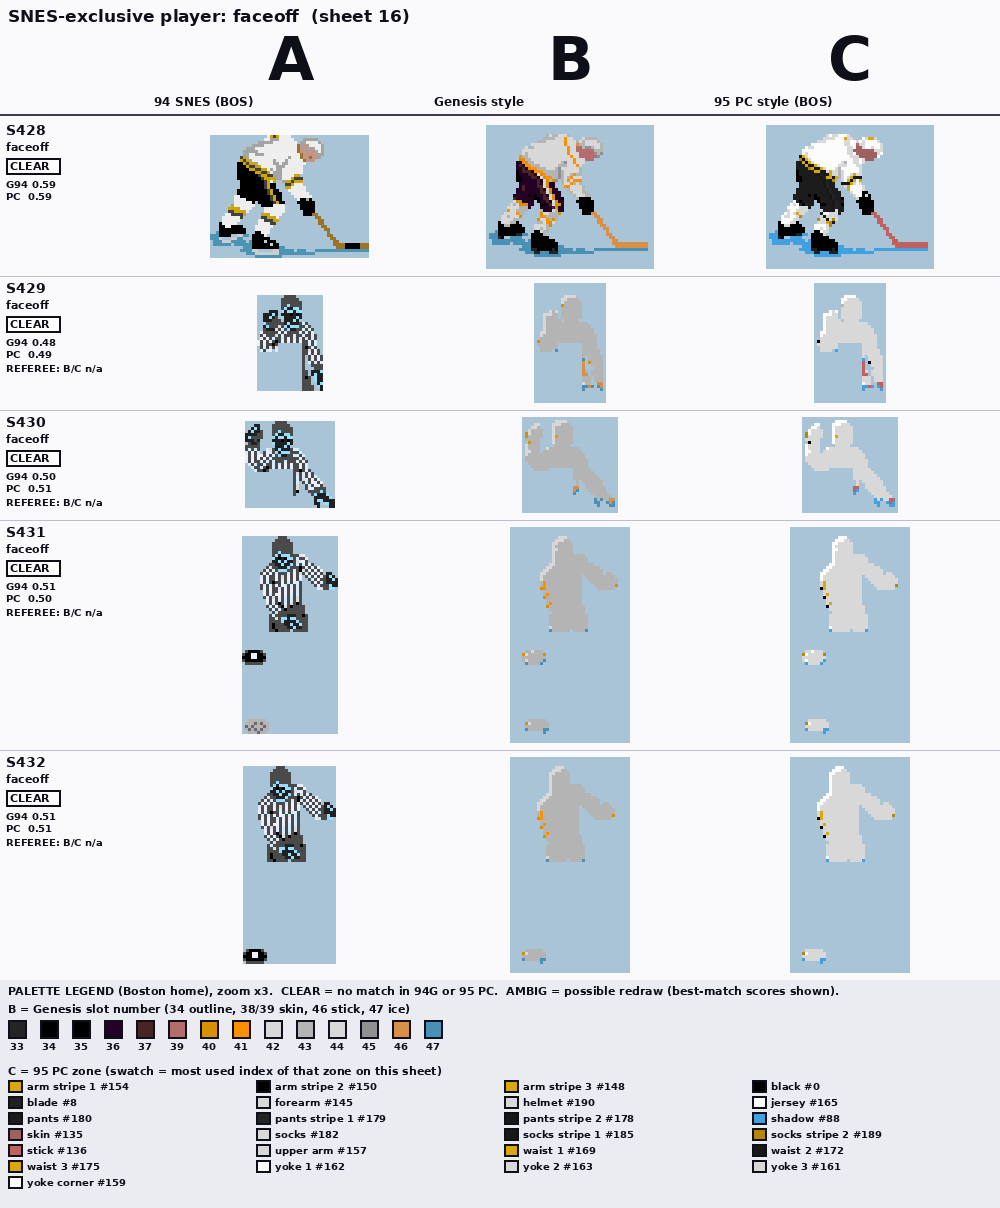 SNES-exclusive player: faceoff  (sheet 16)
A B C
94 SNES (BOS) Genesis style 95 PC style (BOS)
S428
faceoff
CLEAR
G94 0.59
PC  0.59
S429
faceoff
CLEAR
G94 0.48
PC  0.49
REFEREE: B/C n/a
S430
faceoff
CLEAR
G94 0.50
PC  0.51
REFEREE: B/C n/a
S431
faceoff
CLEAR
G94 0.51
PC  0.50
REFEREE: B/C n/a
S432
faceoff
CLEAR
G94 0.51
PC  0.51
REFEREE: B/C n/a
PALETTE LEGEND (Boston home), zoom x3.  CLEAR = no match in 94G or 95 PC.  AMBIG = possible redraw (best-match scores shown).
B = Genesis slot number (34 outline, 38/39 skin, 46 stick, 47 ice)
33 34 35 36 37 39 40 41 42 43 44 45 46 47
C = 95 PC zone (swatch = most used index of that zone on this sheet)
arm stripe 1 #154 arm stripe 2 #150 arm stripe 3 #148 black #0
blade #8 forearm #145 helmet #190 jersey #165
pants #180 pants stripe 1 #179 pants stripe 2 #178 shadow #88
skin #135 socks #182 socks stripe 1 #185 socks stripe 2 #189
stick #136 upper arm #157 waist 1 #169 waist 2 #172
waist 3 #175 yoke 1 #162 yoke 2 #163 yoke 3 #161
yoke corner #159